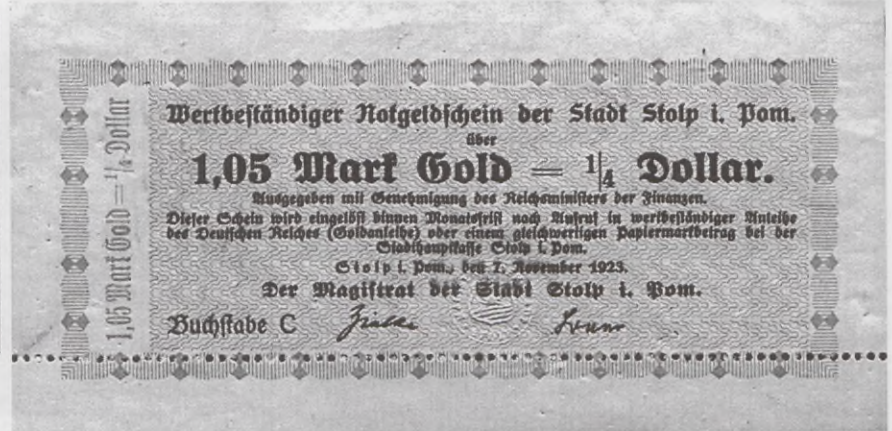 Wertbeständiger Notgeldschein der Stadt Stolp i. Pom.
über
1,05 Mark Gold = 1/4 Dollar.
Ausgegeben mit Genehmigung des Reichsministers der Finanzen.
Dieser Schein wird eingelöst binnen Monatsfrist nach Aufruf in wertbeständiger Anleihe
des Deutschen Reiches (Goldanleihe) oder einem gleichwertigen Papiermarkbetrag bei der
Stadthauptkasse Stolp i. Pom.
Stolp i. Pom., den 7. November 1923.
Der Magistrat der Stadt Stolp i. Pom.
Buchstabe C
1,05 Mark Gold = 1/4 Dollar